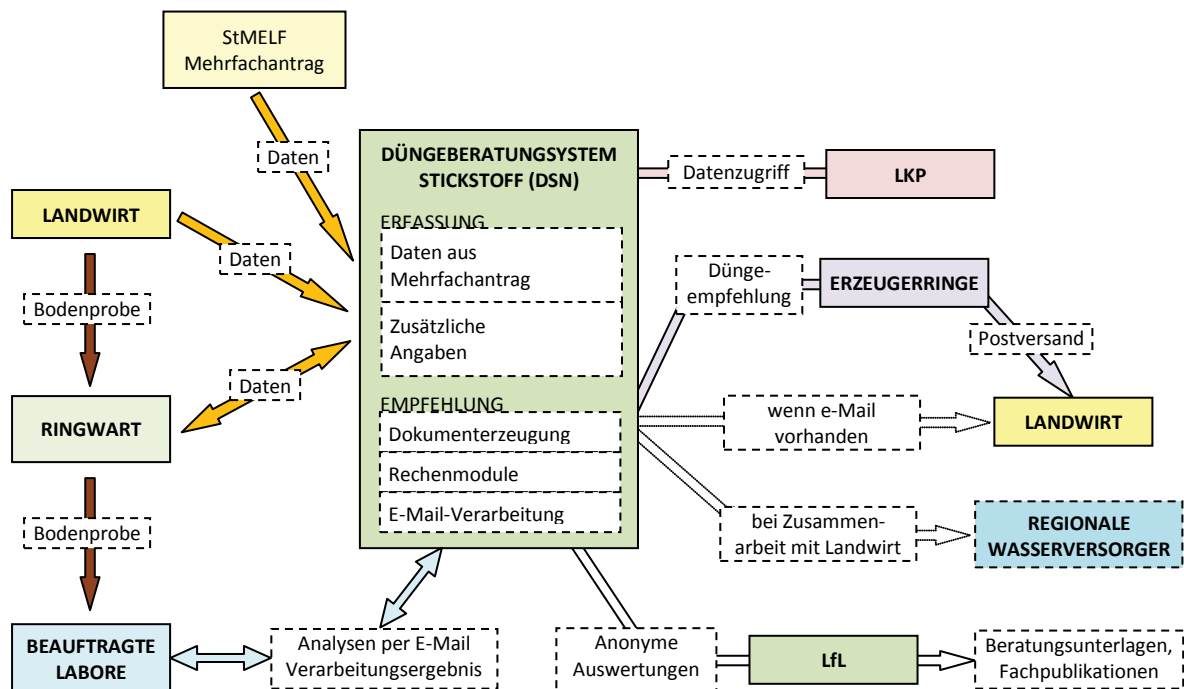 StMELF
Mehrfachantrag
Daten
LANDWIRT
Daten
Bodenprobe
Daten
RINGWART
Bodenprobe
BEAUFTRAGTE
LABORE
Analysen per E-Mail
Verarbeitungsergebnis
DÜNGEBERATUNGSYSTEM
STICKSTOFF (DSN)
ERFASSUNG
Daten aus
Mehrfachantrag
Zusätzliche
Angaben
EMPFEHLUNG
Dokumenterzeugung
Rechenmodule
E-Mail-Verarbeitung
Datenzugriff
LKP
Dünge-
empfehlung
ERZEUGERRINGE
Postversand
wenn e-Mail
vorhanden
LANDWIRT
bei Zusammen-
arbeit mit Landwirt
REGIONALE
WASSERVERSORGER
Anonyme
Auswertungen
LfL
Beratungsunterlagen,
Fachpublikationen